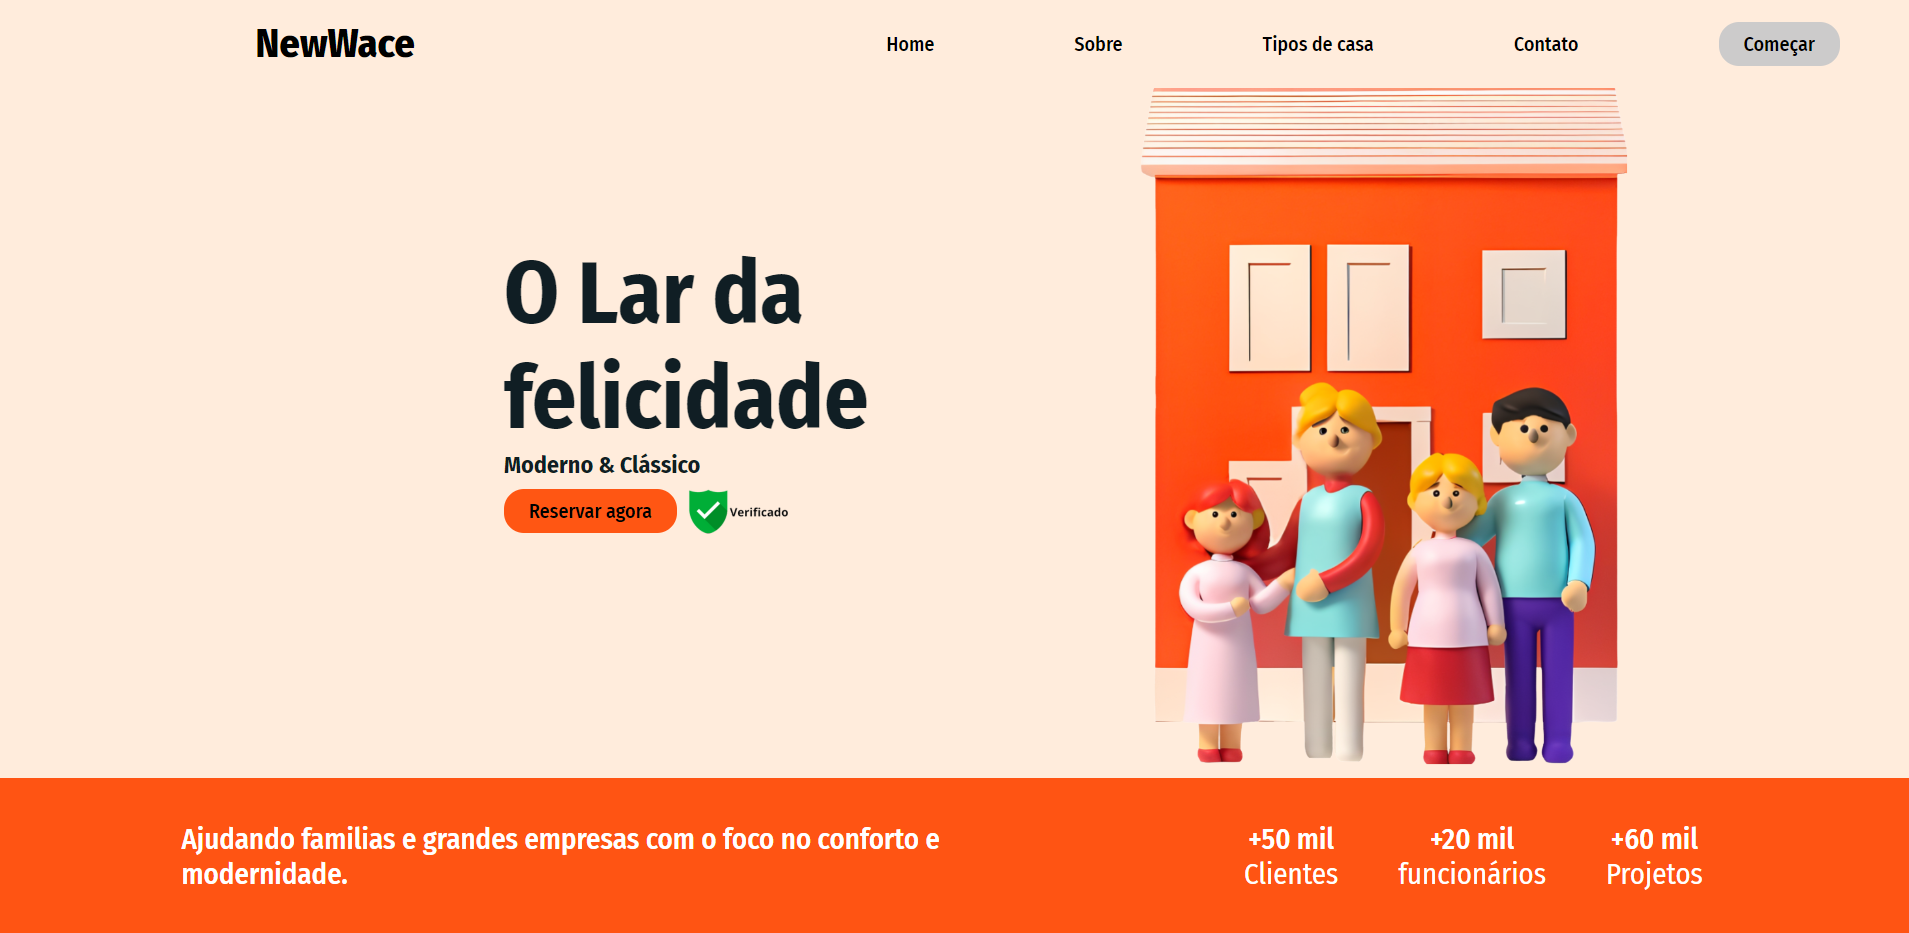 NewWace
Home
Sobre
Tipos de casa
Contato
Começar
O Lar da
felicidade
Moderno & Clássico
Reservar agora
Verificado
Ajudando familias e grandes empresas com o foco no conforto e
modernidade.
+50 mil
Clientes
+20 mil
funcionários
+60 mil
Projetos